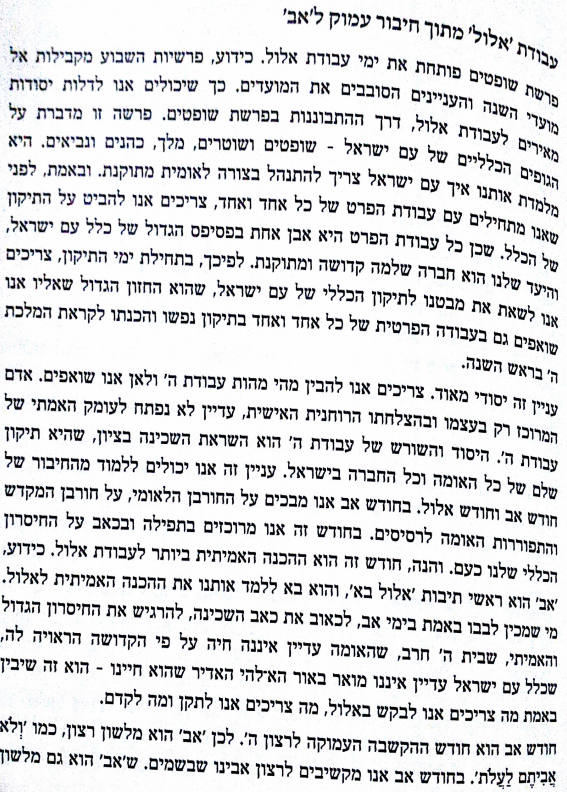 עבודת 'אלול' מתוך חיבור עמוק ל'אב'
פרשת שופטים פותחת את ימי עבודת אלול. כידוע, פרשיות השבוע מקבילות אל
מועדי השנה והעניינים הסובבים את המועדים. כך שיכולים אנו לדלות יסודות
מאירים לעבודת אלול, דרך ההתבוננות בפרשת שופטים. פרשה זו מדברת על
הגופים הכלליים של עם ישראל - שופטים ושוטרים, מלך, כהנים ונביאים. היא
מלמדת אותנו איך עם ישראל צריך להתנהל בצורה לאומית מתוקנת. ובאמת, לפני
שאנו מתחילים עם עבודת הפרט של כל אחד ואחד, צריכים אנו להביט על התיקון
של הכלל. שכן כל עבודת הפרט היא אבן אחת בפסיפס הגדול של כלל עם ישראל,
והיעד שלנו הוא חברה שלמה קדושה ומתוקנת. לפיכך, בתחילת ימי התיקון, צריכים
אנו לשאת את מבטנו לתיקון הכללי של עם ישראל, שהוא החזון הגדול שאליו אנו
שואפים גם בעבודה הפרטית של כל אחד ואחד בתיקון נפשו והכנתו לקראת המלכת
ה' בראש השנה.
עניין זה יסודי מאוד. צריכים אנו להבין מהי מהות עבודת ה' ולאן אנו שואפים. אדם
המרוכז רק בעצמו ובהצלחתו הרוחנית האישית, עדיין לא נפתח לעומק האמתי של
עבודת ה'. היסוד והשורש של עבודת ה' הוא השראת השכינה בציון, שהיא תיקון
שלם של כל האומה וכל החברה בישראל. עניין זה אנו יכולים ללמוד מהחיבור של
חודש אב וחודש אלול. בחודש אב אנו מבכים על החורבן הלאומי, על חורבן המקדש
והתפוררות האומה לרסיסים. בחודש זה אנו מרוכזים בתפילה ובכאב על החיסרון
הכללי שלנו כעם. והנה, חודש זה הוא ההכנה האמיתית ביותר לעבודת אלול. כידוע,
'אב' הוא ראשי תיבות 'אלול בא', והוא בא ללמד אותנו את ההכנה האמיתית לאלול.
מי שמכין לבבו באמת בימי אב, לכאוב את כאב השכינה, להרגיש את החיסרון הגדול
והאמיתי, שבית ה' חרב, שהאומה עדיין איננה חיה על פי הקדושה הראויה לה,
שכלל עם ישראל עדיין איננו מואר באור הא־להי האדיר שהוא חיינו - הוא זה שיבין
באמת מה צריכים אנו לבקש באלול, מה צריכים אנו לתקן ומה לקדם.
חודש אב הוא חודש ההקשבה העמוקה לרצון ה'. לכן 'אב' הוא מלשון רצון, כמו 'וְלֹא
אֲבִיתֶם לַעֲלֹת'. בחודש אב אנו מקשיבים לרצון אבינו שבשמים. ש'אב' הוא גם מלשון